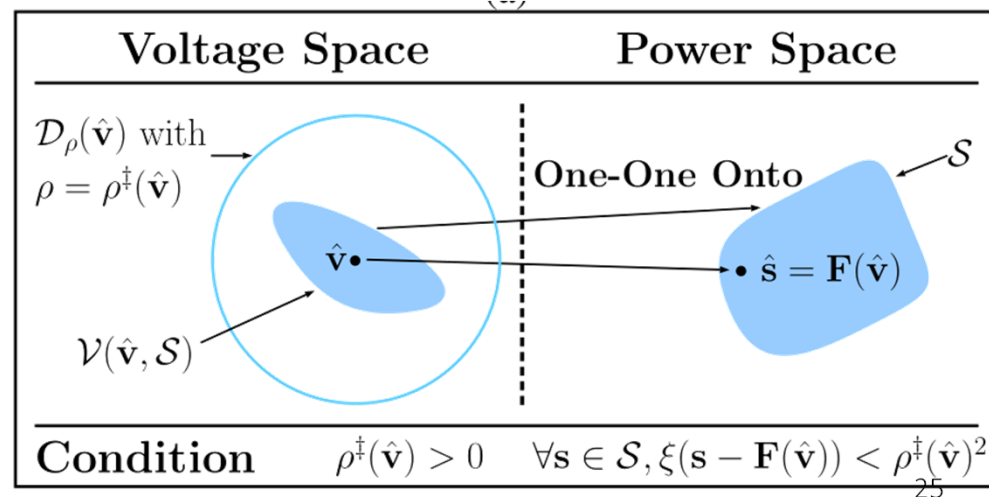 Voltage Space
Power Space
𝒟ρ(v̂) with
ρ = ρ‡(v̂)
One-One Onto
𝒮
v̂
ŝ = F(v̂)
𝒱(v̂, 𝒮)
Condition ρ‡(v̂) > 0 ∀s ∈ 𝒮, ξ(s − F(v̂)) < ρ‡(v̂)²
25